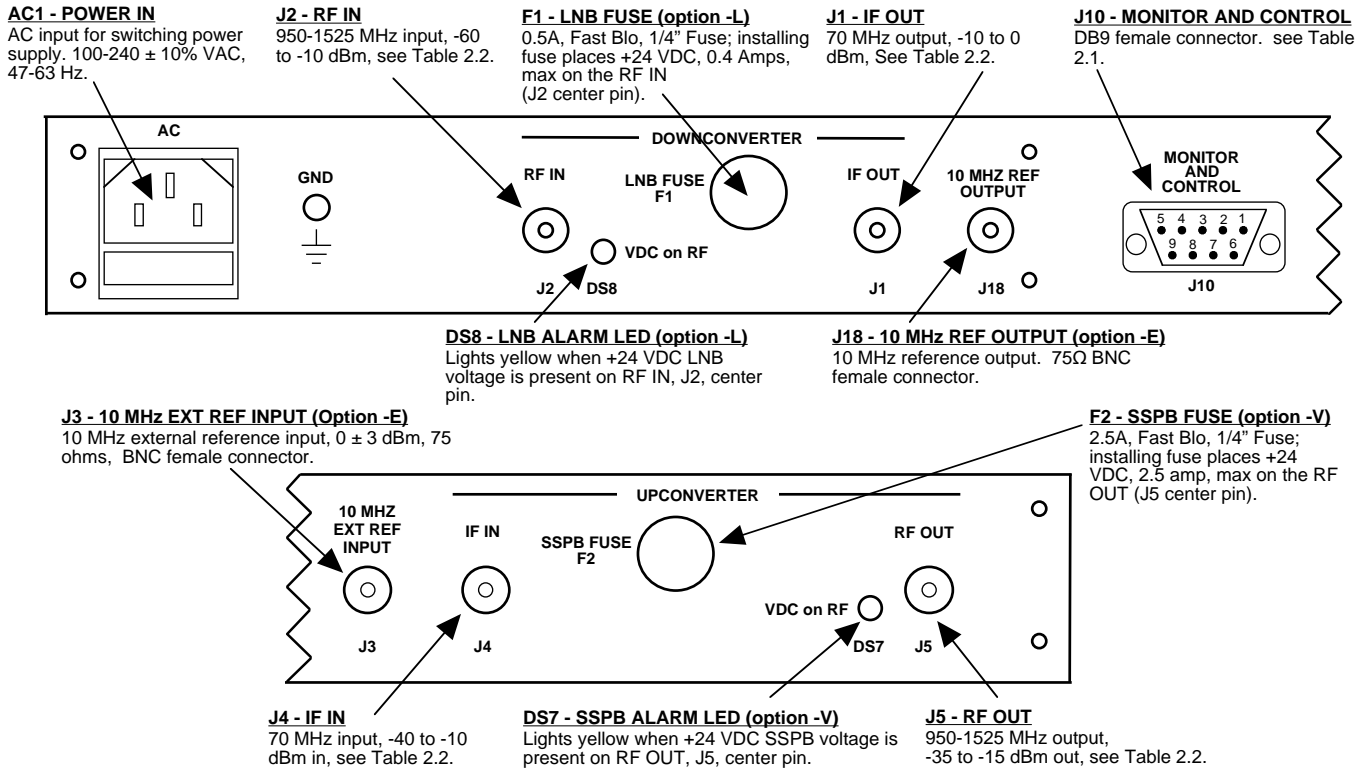 AC1 - POWER IN
AC input for switching power
supply. 100-240 ± 10% VAC,
47-63 Hz.
J2 - RF IN
950-1525 MHz input, -60
to -10 dBm, see Table 2.2.
F1 - LNB FUSE (option -L)
0.5A, Fast Blo, 1/4” Fuse; installing
fuse places +24 VDC, 0.4 Amps,
max on the RF IN
(J2 center pin).
J1 - IF OUT
70 MHz output, -10 to 0
dBm, See Table 2.2.
J10 - MONITOR AND CONTROL
DB9 female connector. see Table
2.1.
AC
GND
DOWNCONVERTER
RF IN
LNB FUSE
F1
IF OUT
10 MHZ REF
OUTPUT
MONITOR
AND
CONTROL
5 4 3 2 1
9 8 7 6
VDC on RF
J2
DS8
J1
J18
J10
DS8 - LNB ALARM LED (option -L)
Lights yellow when +24 VDC LNB
voltage is present on RF IN, J2, center
pin.
J18 - 10 MHz REF OUTPUT (option -E)
10 MHz reference output. 75Ω BNC
female connector.
J3 - 10 MHz EXT REF INPUT (Option -E)
10 MHz external reference input, 0 ± 3 dBm, 75
ohms, BNC female connector.
F2 - SSPB FUSE (option -V)
2.5A, Fast Blo, 1/4” Fuse;
installing fuse places +24
VDC, 2.5 amp, max on the RF
OUT (J5 center pin).
UPCONVERTER
10 MHZ
EXT REF
INPUT
IF IN
SSPB FUSE
F2
RF OUT
VDC on RF
J3
J4
DS7
J5
J4 - IF IN
70 MHz input, -40 to -10
dBm in, see Table 2.2.
DS7 - SSPB ALARM LED (option -V)
Lights yellow when +24 VDC SSPB voltage is
present on RF OUT, J5, center pin.
J5 - RF OUT
950-1525 MHz output,
-35 to -15 dBm out, see Table 2.2.